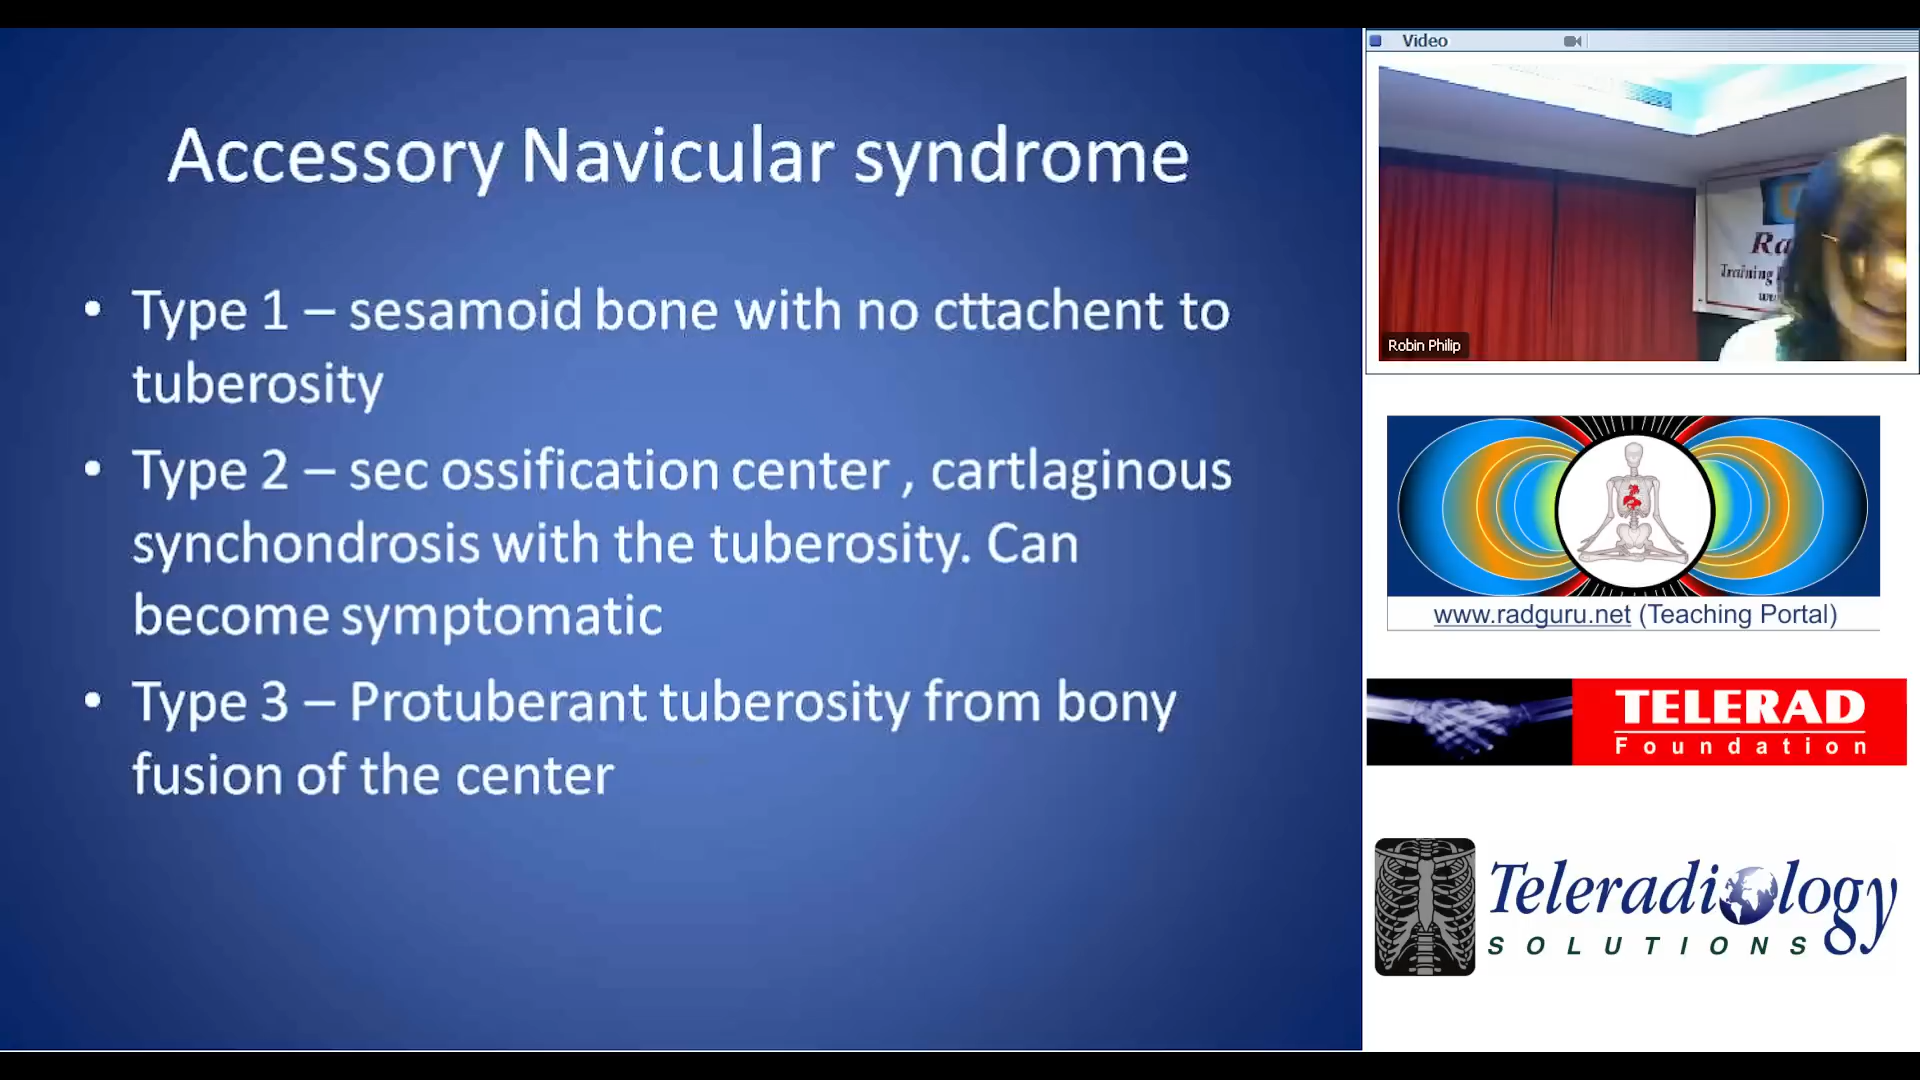 Accessory Navicular syndrome
• Type 1 – sesamoid bone with no cttachent to
tuberosity
• Type 2 – sec ossification center , cartlaginous
synchondrosis with the tuberosity. Can
become symptomatic
• Type 3 – Protuberant tuberosity from bony
fusion of the center
Video
Ra
Training
Robin Philip
www.radguru.net (Teaching Portal)
TELERAD
Foundation
Teleradiology
SOLUTIONS